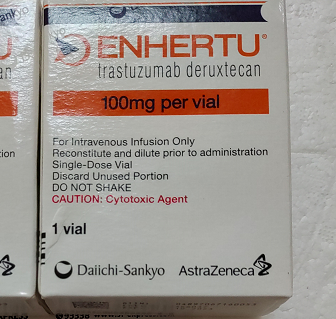 ENHERTU®
trastuzumab deruxtecan
100mg per vial
For Intravenous Infusion Only
Reconstitute and dilute prior to administration
Single-Dose Vial
Discard Unused Portion
DO NOT SHAKE
CAUTION: Cytotoxic Agent
1 vial
Daiichi-Sankyo AstraZeneca